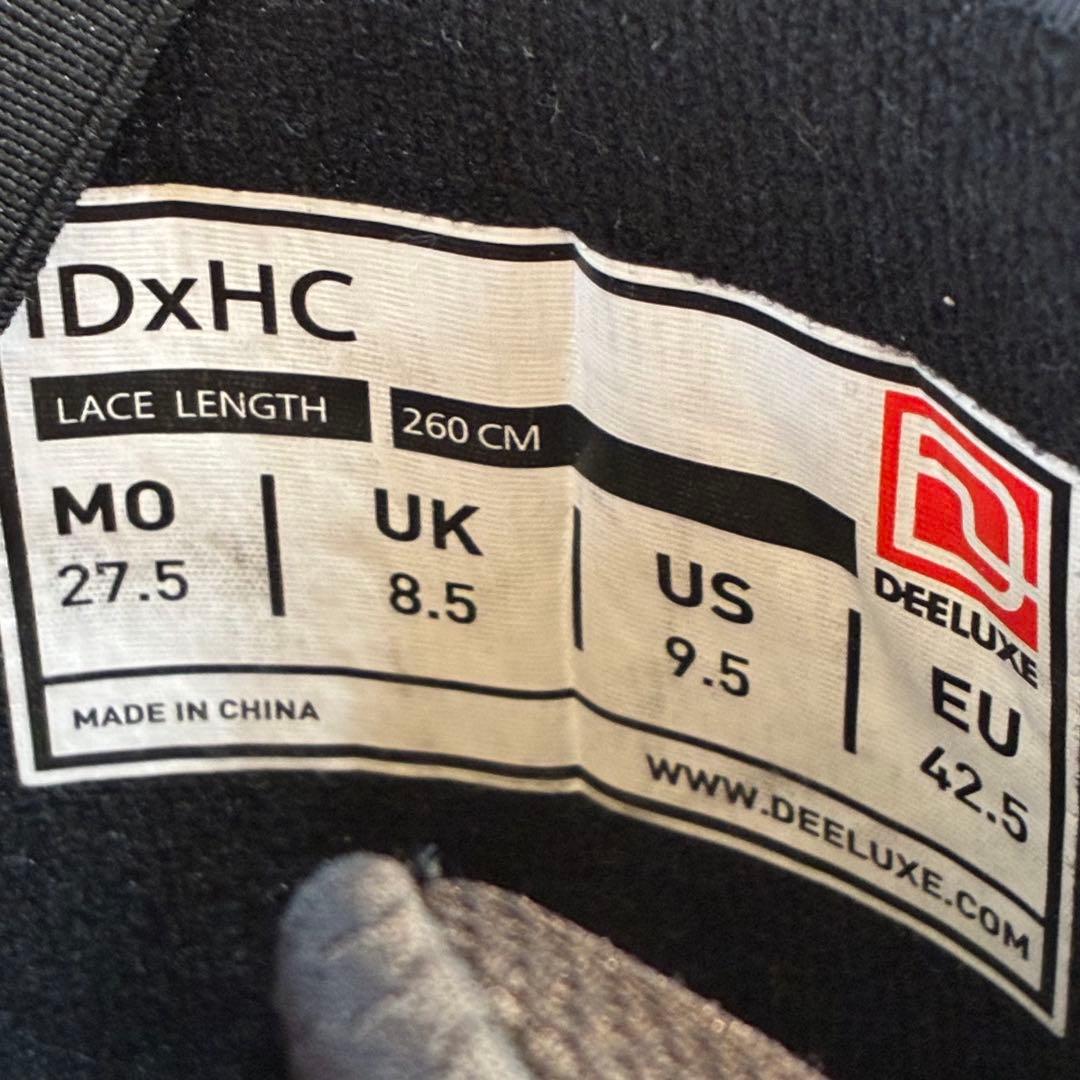 IDxHC
LACE LENGTH 260 CM
MO UK US EU
27.5 8.5 9.5 42.5
DEELUXE
MADE IN CHINA
WWW.DEELUXE.COM